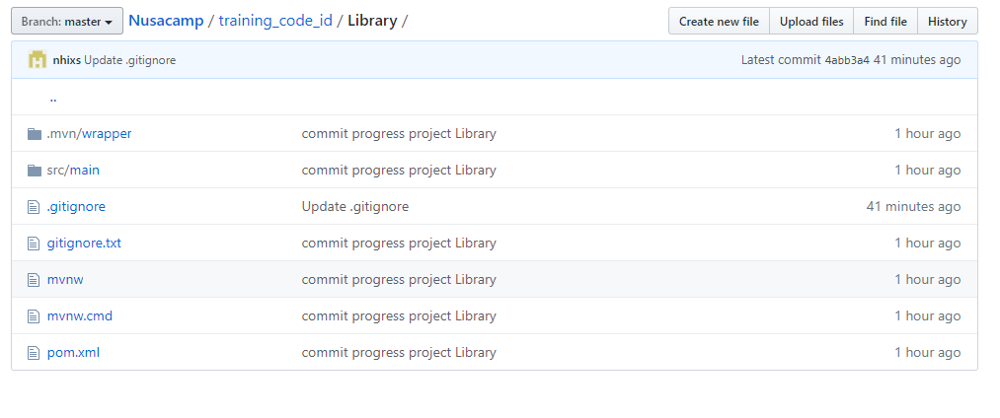 Branch: master Nusacamp / training_code_id / Library / Create new file Upload files Find file History
nhixs Update .gitignore Latest commit 4abb3a4 41 minutes ago
..
.mvn/wrapper commit progress project Library 1 hour ago
src/main commit progress project Library 1 hour ago
.gitignore Update .gitignore 41 minutes ago
gitignore.txt commit progress project Library 1 hour ago
mvnw commit progress project Library 1 hour ago
mvnw.cmd commit progress project Library 1 hour ago
pom.xml commit progress project Library 1 hour ago